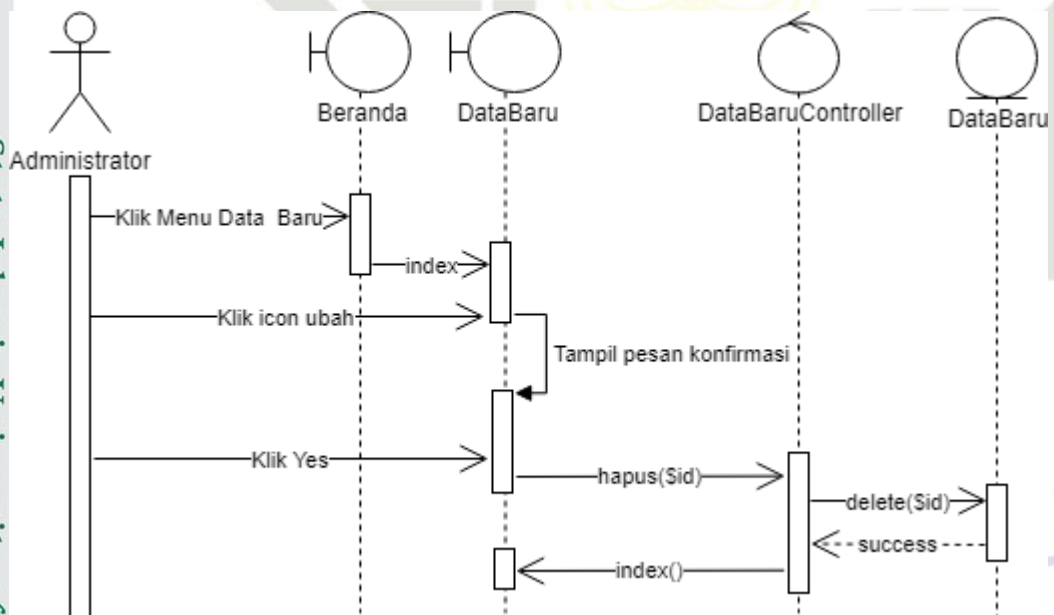 Beranda
DataBaru
DataBaruController
DataBaru
Administrator
Klik Menu Data  Baru
index
Klik icon ubah
Tampil pesan konfirmasi
Klik Yes
hapus($id)
delete($id)
success
index()